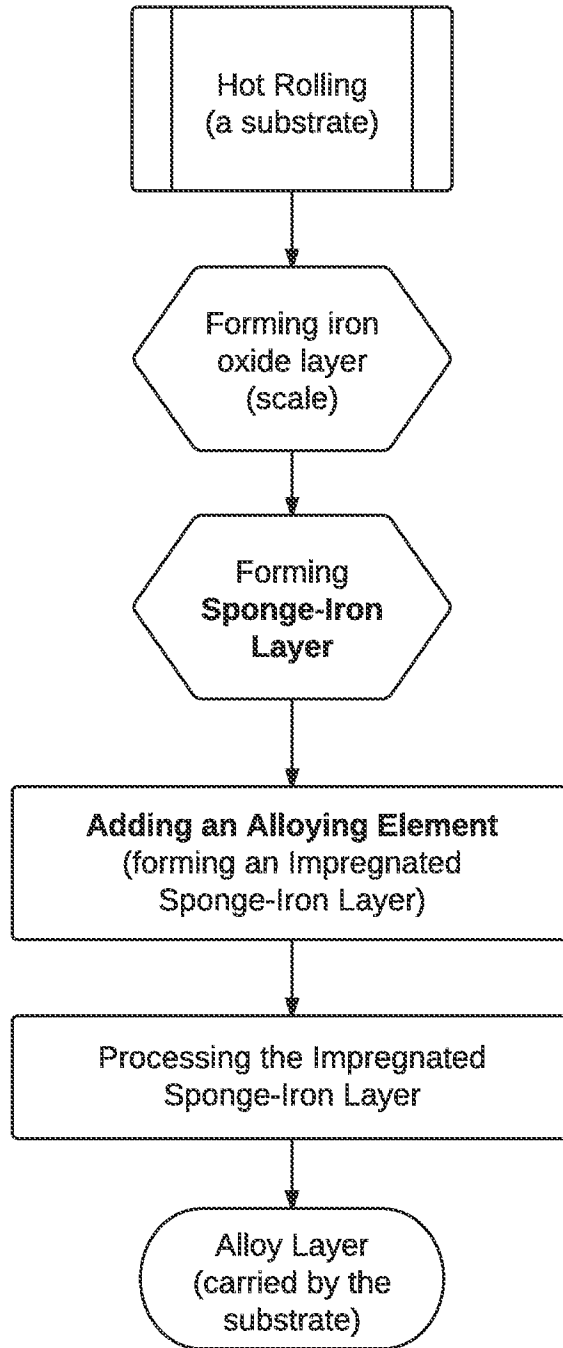 Hot Rolling
(a substrate)
Forming iron
oxide layer
(scale)
Forming
Sponge-Iron
Layer
Adding an Alloying Element
(forming an Impregnated
Sponge-Iron Layer)
Processing the Impregnated
Sponge-Iron Layer
Alloy Layer
(carried by the
substrate)